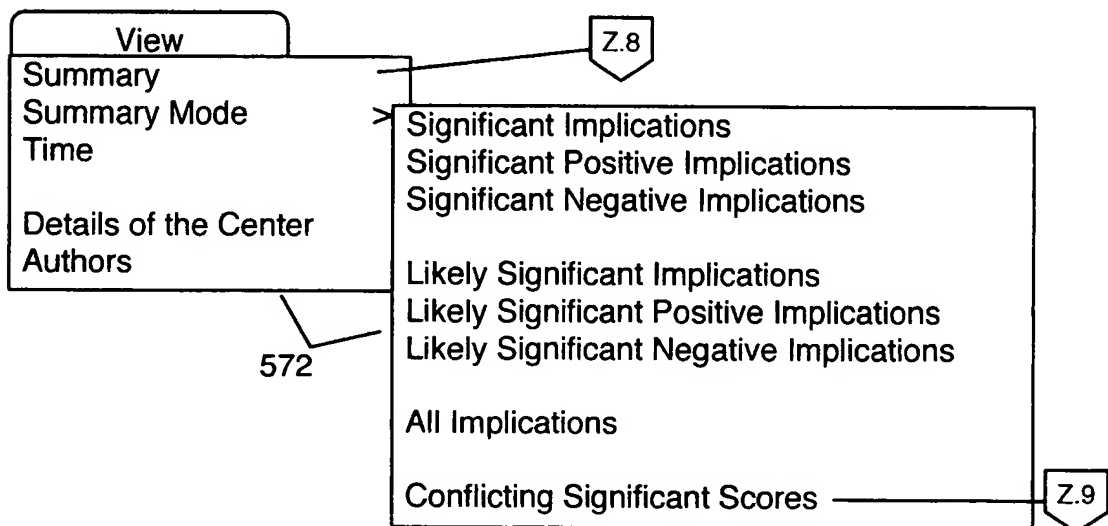 View
Z.8
Summary
Summary Mode >
Time
Details of the Center
Authors
572
Significant Implications
Significant Positive Implications
Significant Negative Implications
Likely Significant Implications
Likely Significant Positive Implications
Likely Significant Negative Implications
All Implications
Conflicting Significant Scores
Z.9